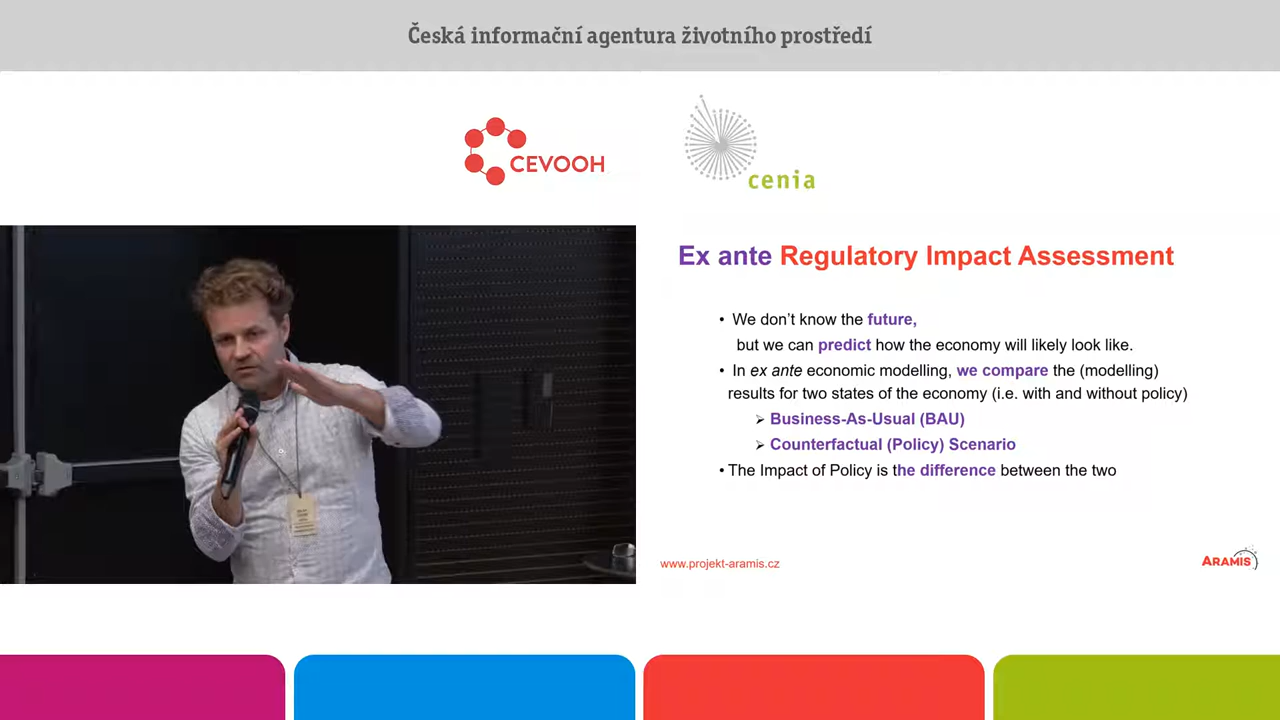 Česká informační agentura životního prostředí
CEVOOH
cenia
Ex ante Regulatory Impact Assessment
• We don't know the future,
but we can predict how the economy will likely look like.
• In ex ante economic modelling, we compare the (modelling)
results for two states of the economy (i.e. with and without policy)
➢ Business-As-Usual (BAU)
➢ Counterfactual (Policy) Scenario
• The Impact of Policy is the difference between the two
www.projekt-aramis.cz
ARAMIS